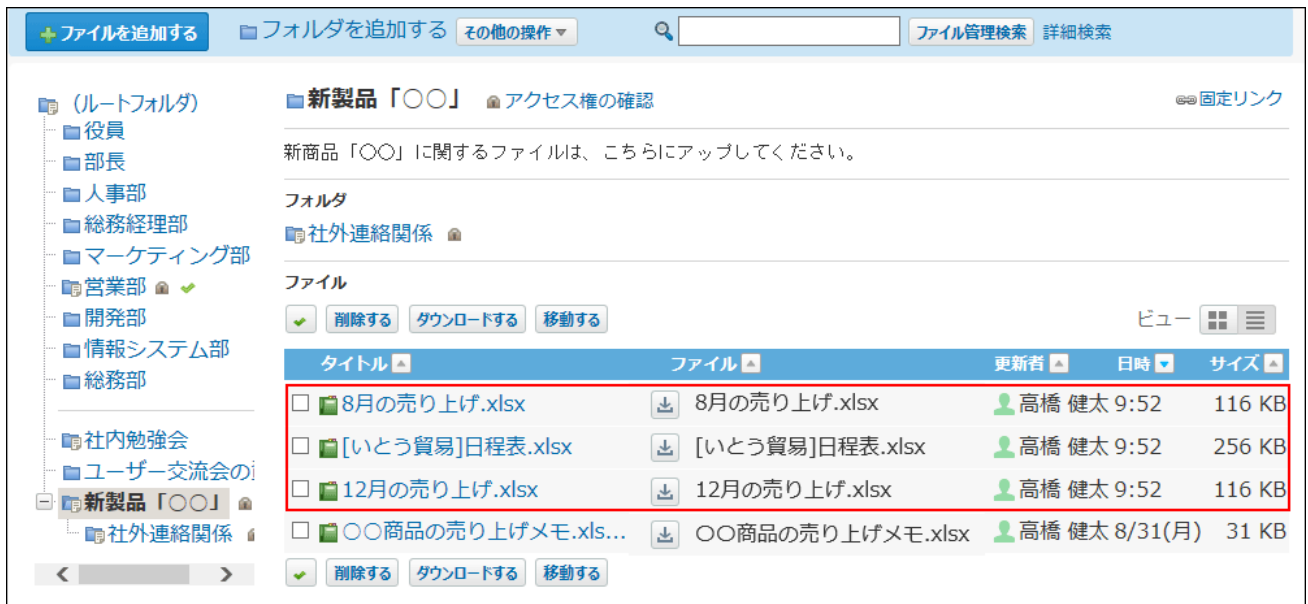 ファイルを追加する フォルダを追加する その他の操作 ファイル管理検索 詳細検索
(ルートフォルダ)
役員
部長
人事部
総務経理部
マーケティング部
営業部
開発部
情報システム部
総務部
社内勉強会
ユーザー交流会の
新製品「○○」
社外連絡関係
新製品「○○」 アクセス権の確認 固定リンク
新商品「○○」に関するファイルは、こちらにアップしてください。
フォルダ
社外連絡関係
ファイル
削除する ダウンロードする 移動する ビュー
タイトル ファイル 更新者 日時 サイズ
8月の売り上げ.xlsx 8月の売り上げ.xlsx 高橋 健太 9:52 116 KB
[いとう貿易]日程表.xlsx [いとう貿易]日程表.xlsx 高橋 健太 9:52 256 KB
12月の売り上げ.xlsx 12月の売り上げ.xlsx 高橋 健太 9:52 116 KB
○○商品の売り上げメモ.xls... ○○商品の売り上げメモ.xlsx 高橋 健太 8/31(月) 31 KB
削除する ダウンロードする 移動する